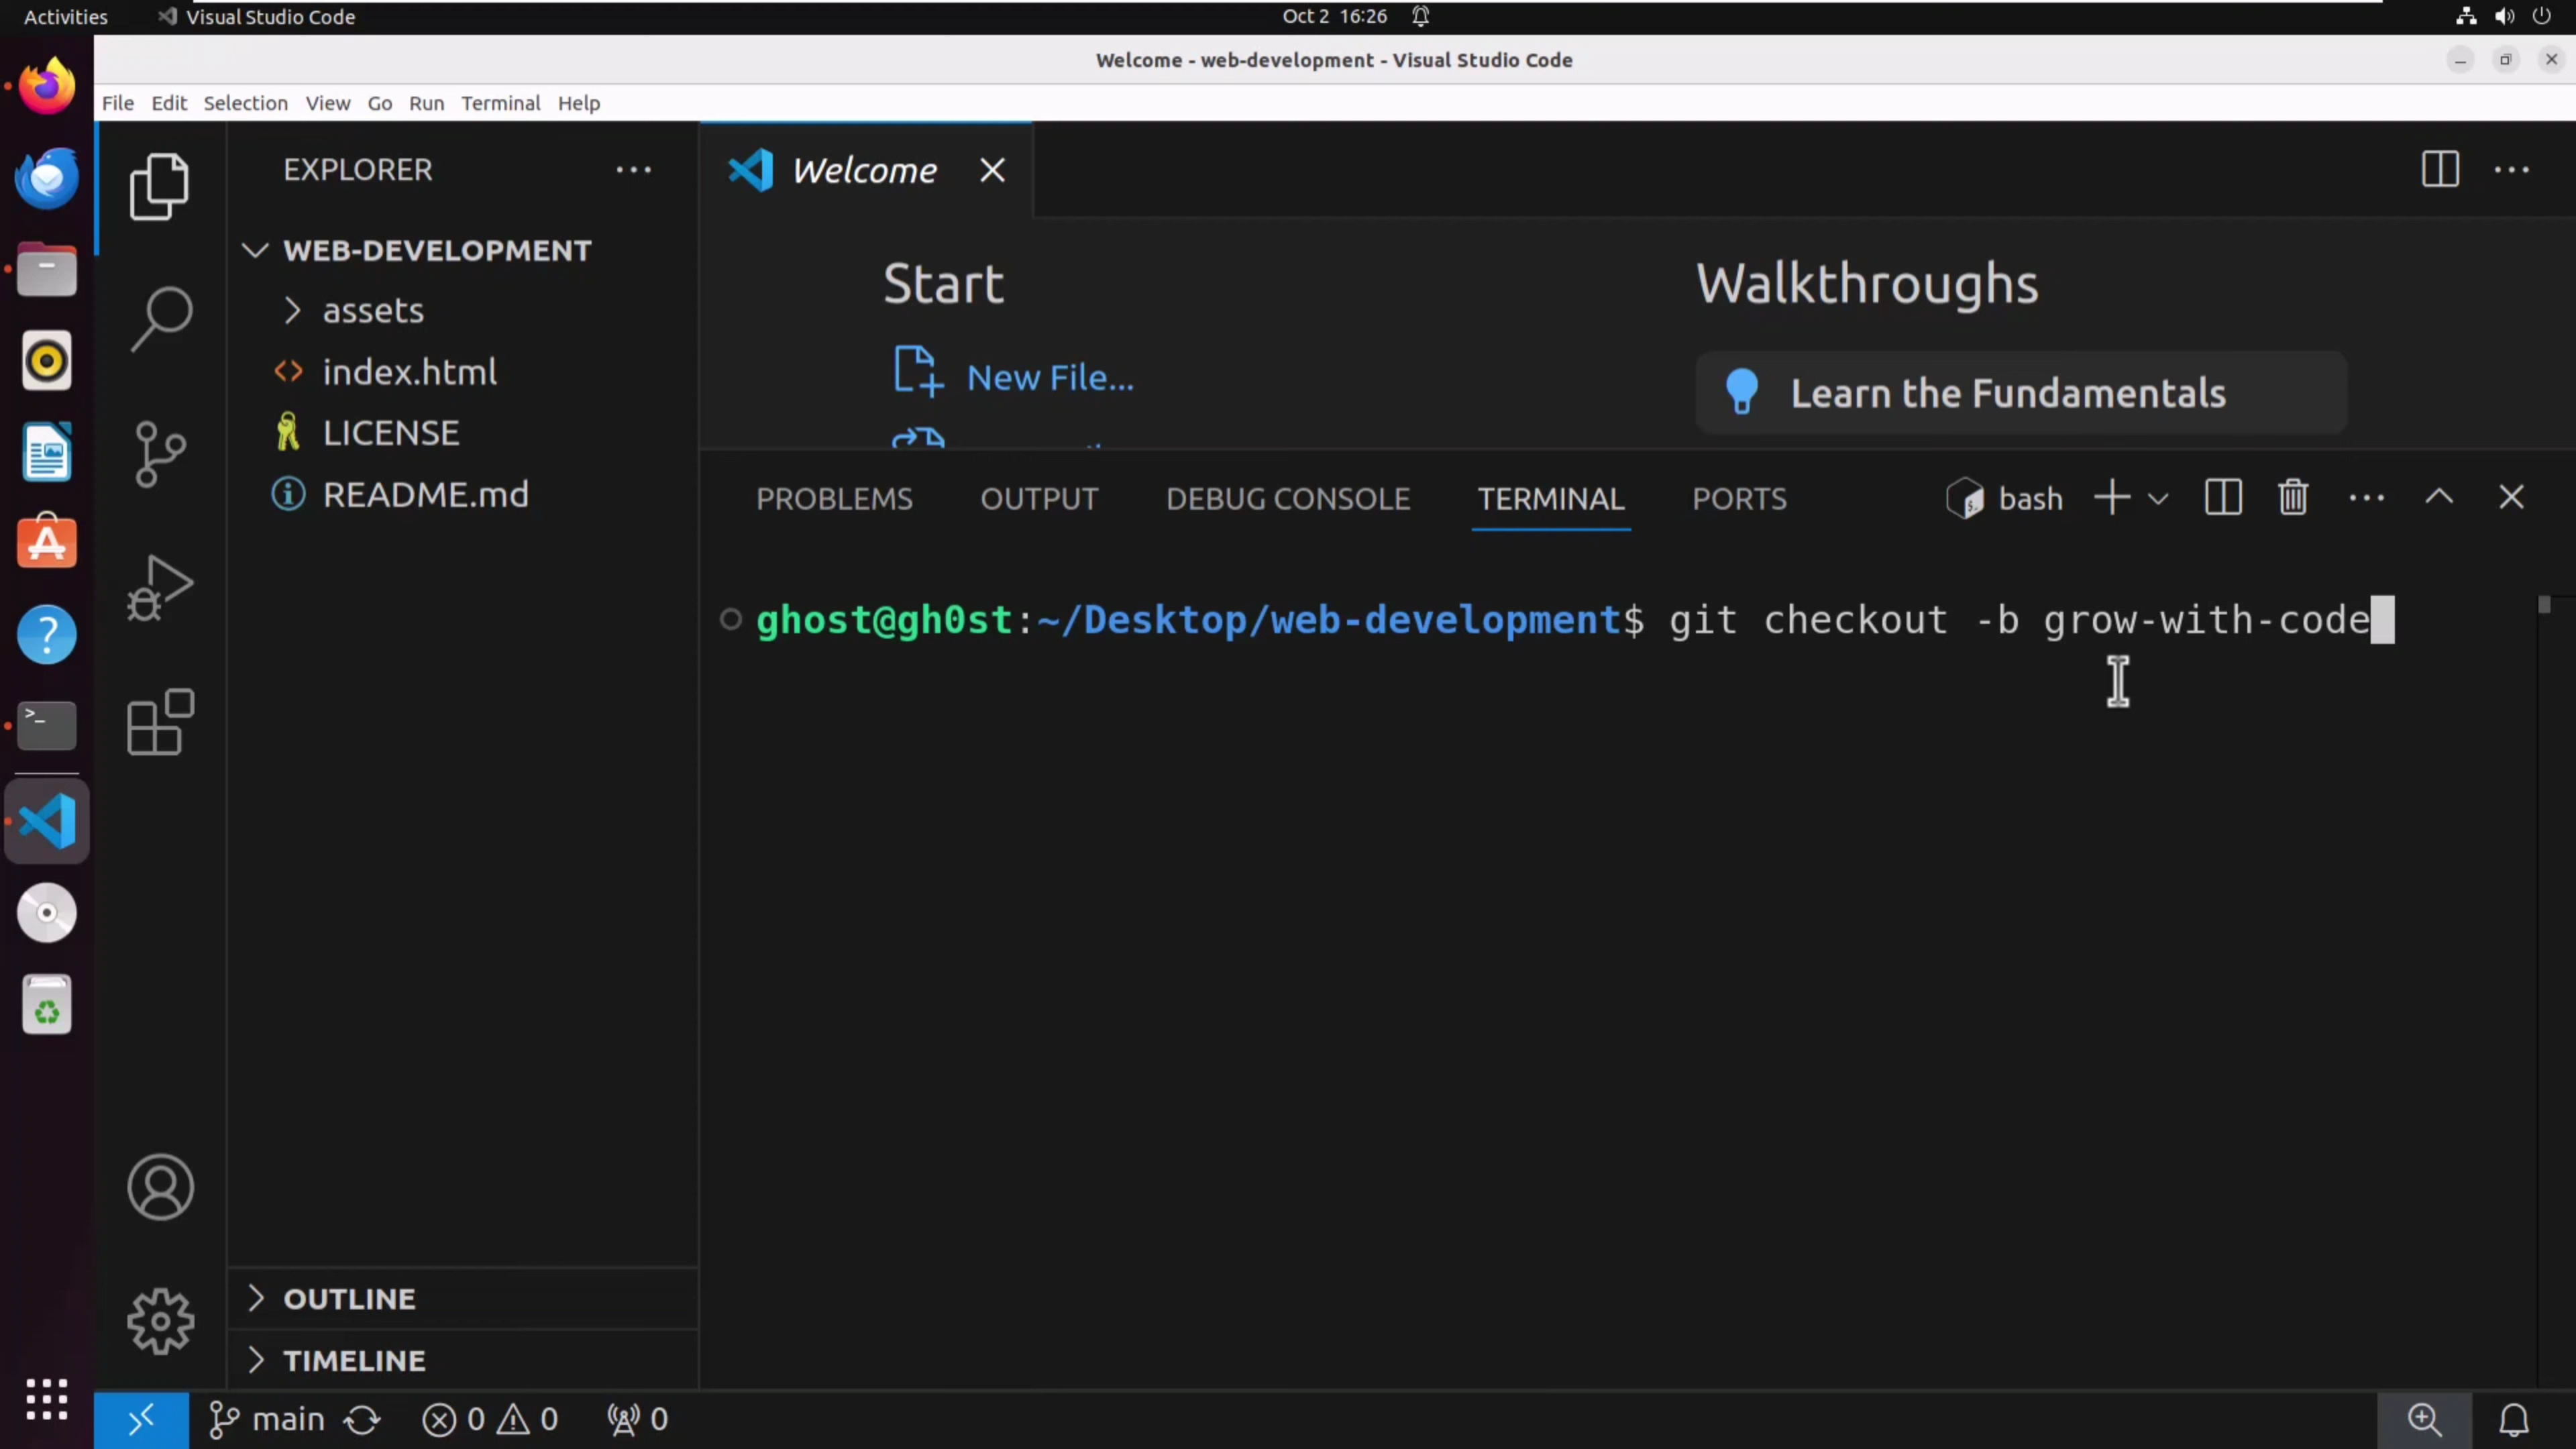 Activities Visual Studio Code Oct 2 16:26
Welcome - web-development - Visual Studio Code
File Edit Selection View Go Run Terminal Help
EXPLORER
Welcome
WEB-DEVELOPMENT
assets
index.html
LICENSE
README.md
Start
New File...
Walkthroughs
Learn the Fundamentals
PROBLEMS OUTPUT DEBUG CONSOLE TERMINAL PORTS bash
ghost@gh0st:~/Desktop/web-development$ git checkout -b grow-with-code
OUTLINE
TIMELINE
main 0 0 0